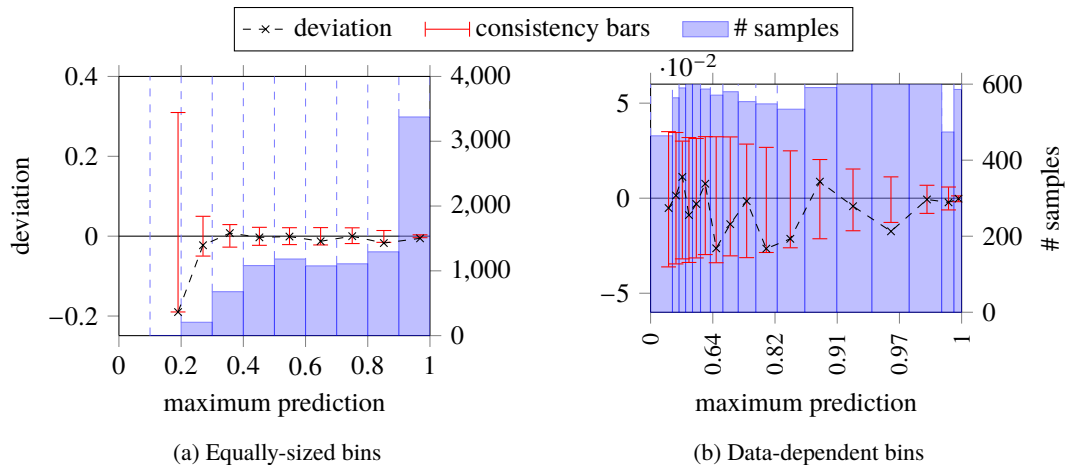 deviation consistency bars # samples
·10⁻²
0.4 4,000 5 600
3,000
0.2 400
deviation 2,000 0 # samples
0
1,000 200
−0.2 −5
0 0
0 0.2 0.4 0.6 0.8 1 0 0.64 0.82 0.91 0.97 1
maximum prediction maximum prediction
(a) Equally-sized bins (b) Data-dependent bins